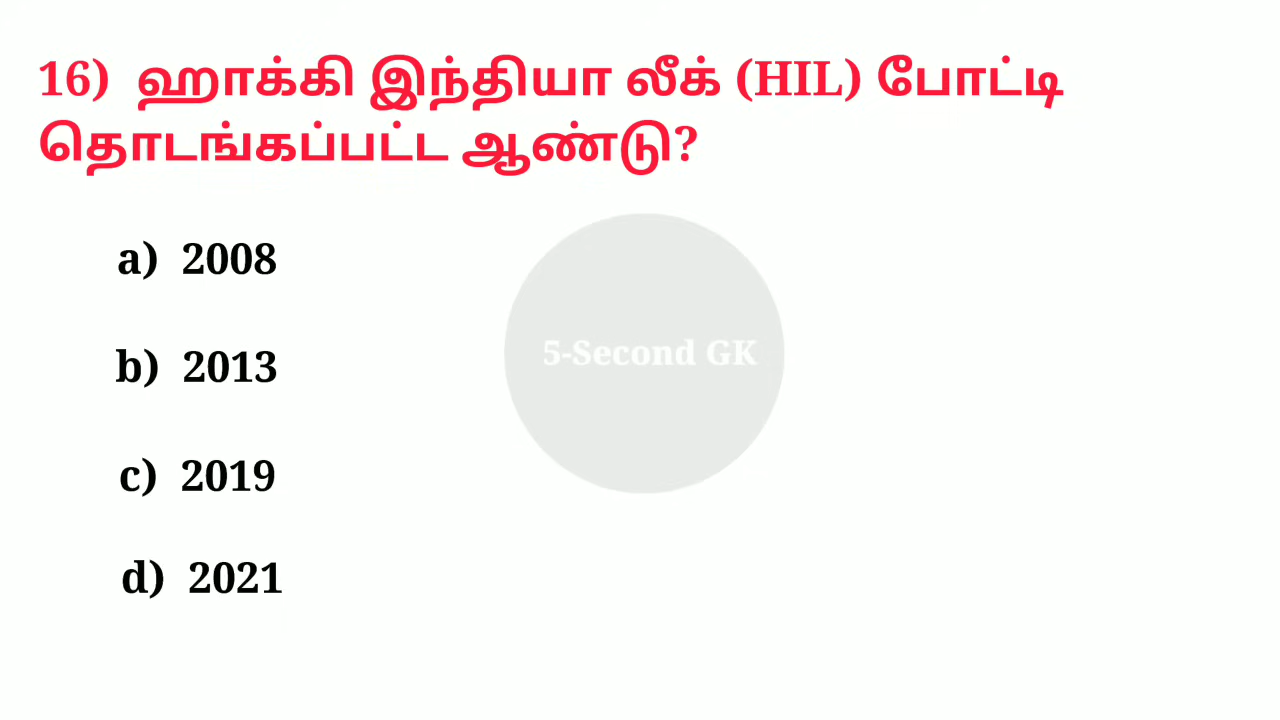 16) ஹாக்கி இந்தியா லீக் (HIL) போட்டி
தொடங்கப்பட்ட ஆண்டு?
a) 2008
b) 2013
5-Second GK
c) 2019
d) 2021